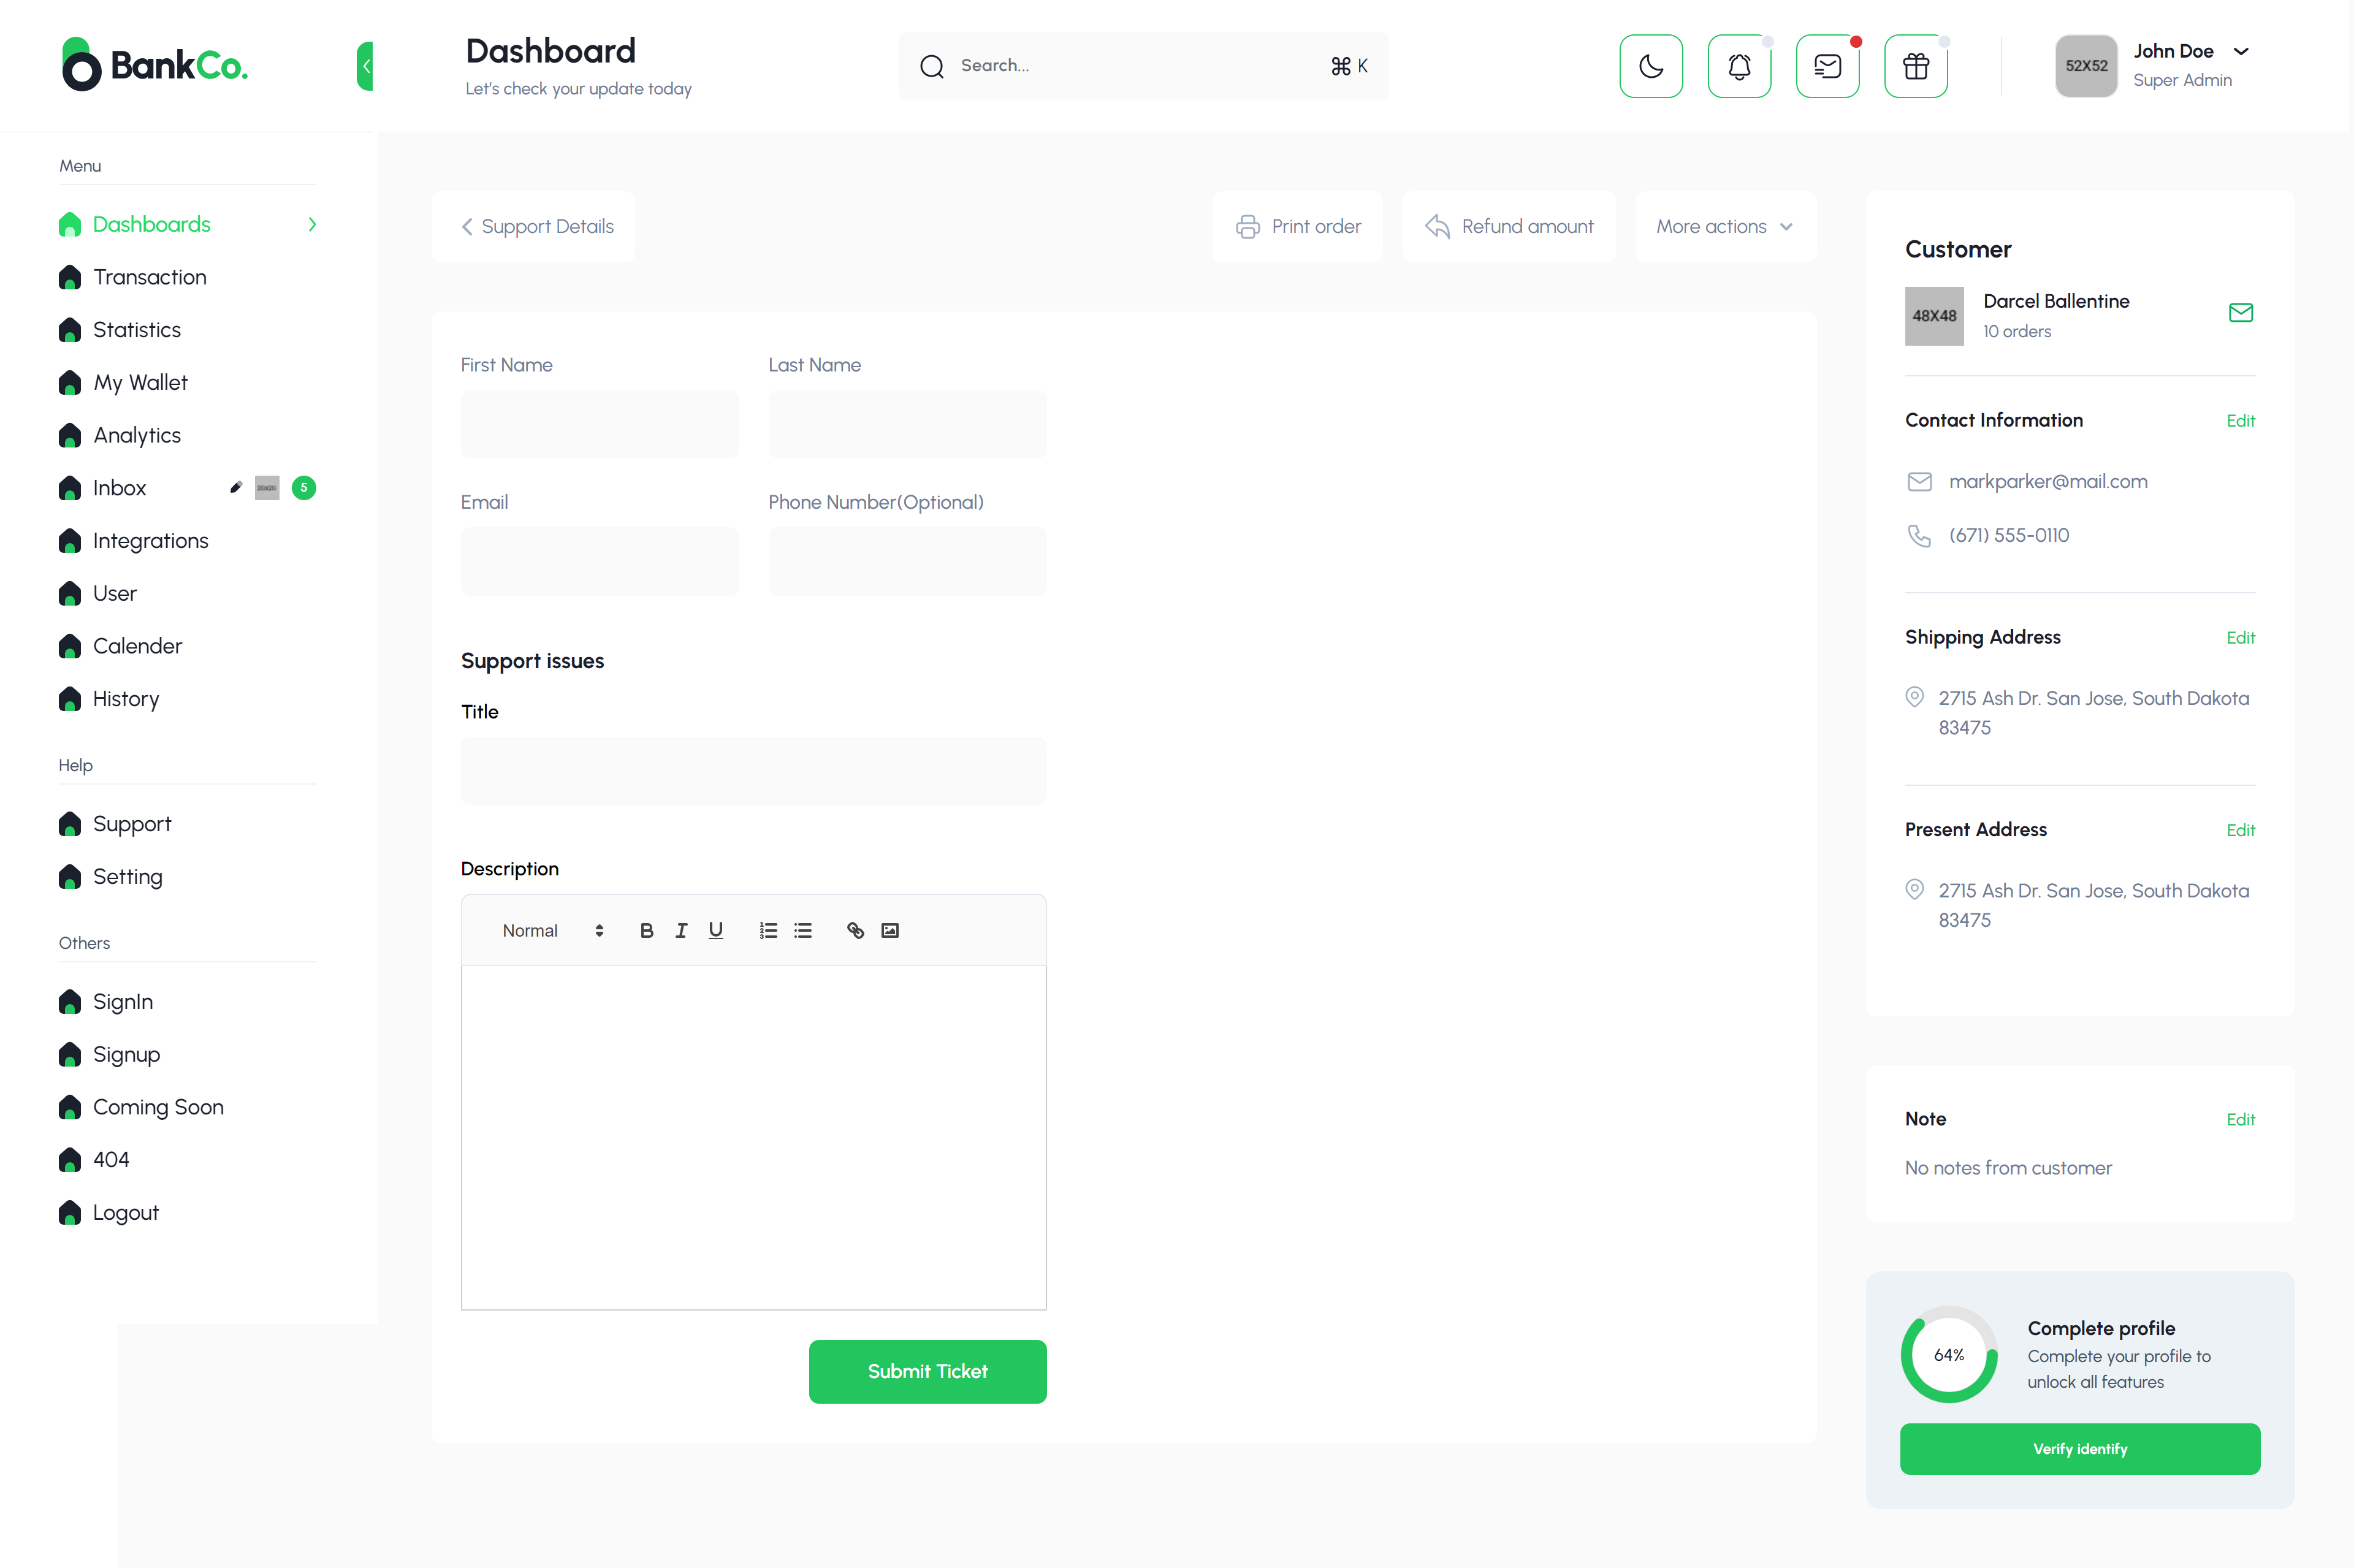 BankCo.
Dashboard
Let's check your update today
Search...
⌘ K
52X52
John Doe
Super Admin
Menu
Dashboards
Transaction
Statistics
My Wallet
Analytics
Inbox
5
Integrations
User
Calender
History
Help
Support
Setting
Others
SignIn
Signup
Coming Soon
404
Logout
Support Details
Print order
Refund amount
More actions
First Name
Last Name
Email
Phone Number(Optional)
Support issues
Title
Description
Normal
Submit Ticket
Customer
48X48
Darcel Ballentine
10 orders
Contact Information
Edit
markparker@mail.com
(671) 555-0110
Shipping Address
Edit
2715 Ash Dr. San Jose, South Dakota
83475
Present Address
Edit
2715 Ash Dr. San Jose, South Dakota
83475
Note
Edit
No notes from customer
64%
Complete profile
Complete your profile to
unlock all features
Verify identify